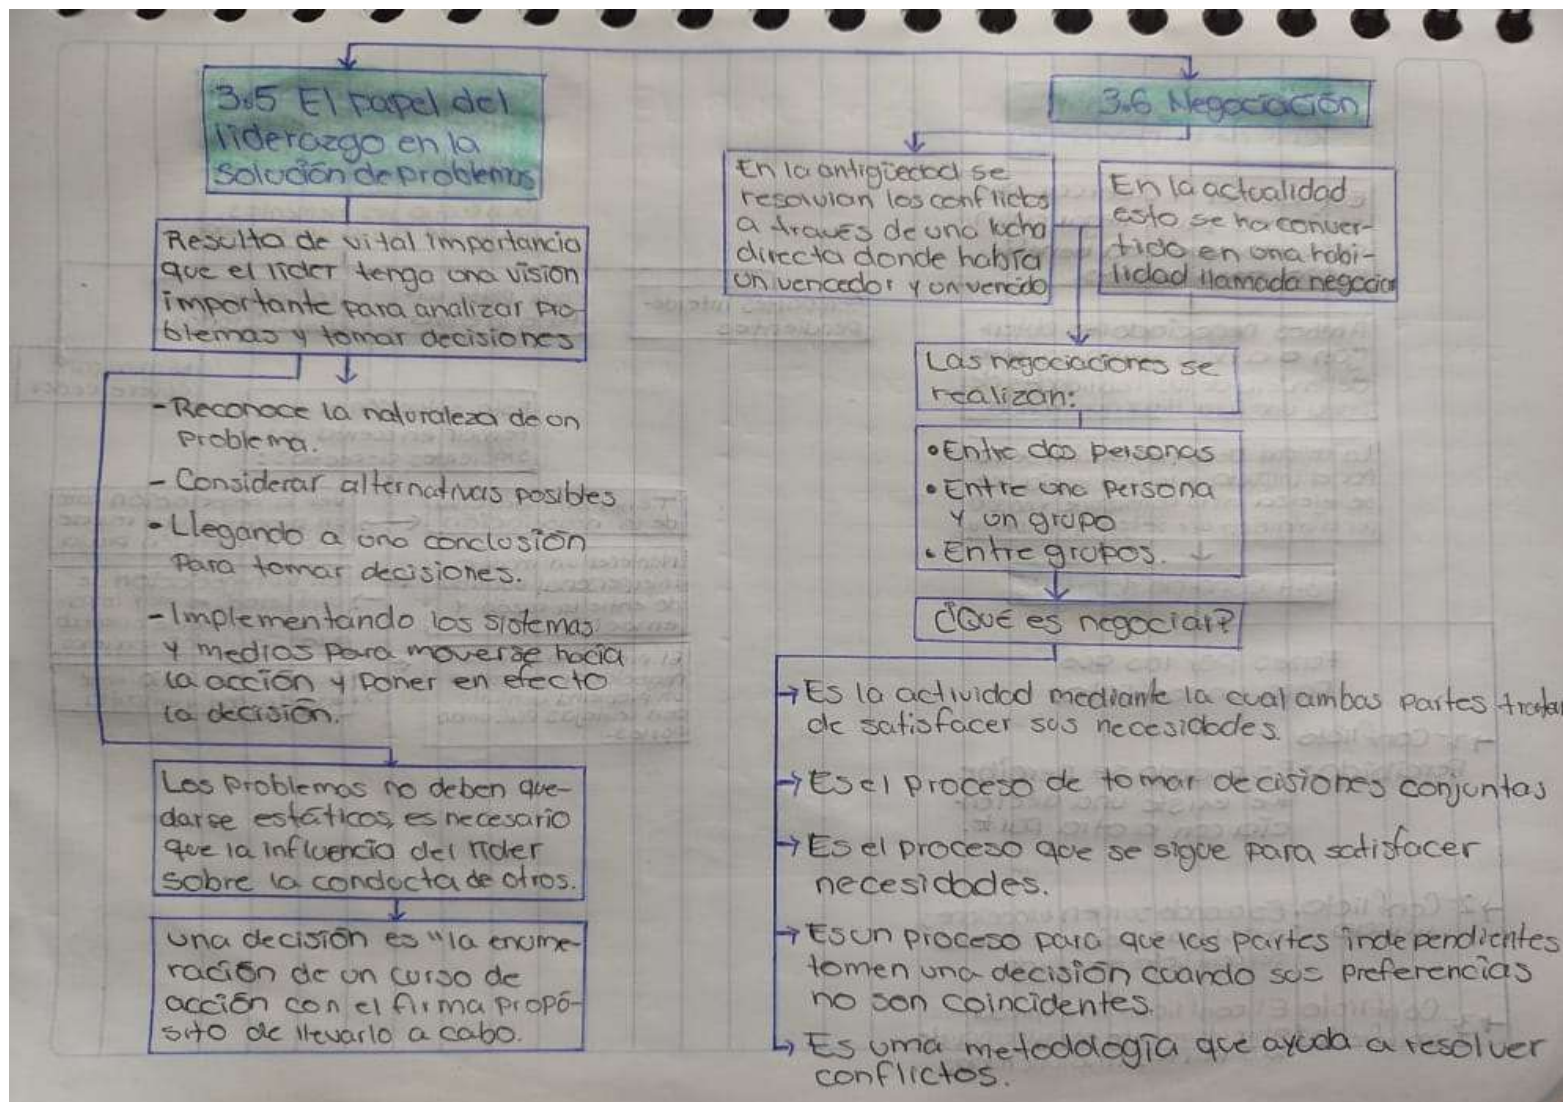 3.5 El papel del
liderazgo en la
solución de problemas
Resulta de vital importancia
que el líder tenga una visión
importante para analizar pro-
blemas y tomar decisiones
- Reconoce la naturaleza de un
problema.
- Considerar alternativas posibles
- Llegando a una conclusión
para tomar decisiones.
- Implementando los sistemas
y medios para moverse hacia
la acción y poner en efecto
la decisión.
Los problemas no deben que-
darse estáticos, es necesario
que la influencia del líder
sobre la conducta de otros.
una decisión es "la enume-
ración de un curso de
acción con el firma propó-
sito de llevarlo a cabo.
3.6 Negociación
En la antigüedad se
resolvian los conflictos
a través de una lucha
directa donde habría
un vencedor y un vencido
En la actualidad
esto se ha conver-
tido en una habi-
lidad llamada negociar
Las negociaciones se
realizan:
• Entre dos personas
• Entre una persona
y un grupo
• Entre grupos.
¿Qué es negociar?
→ Es la actividad mediante la cual ambas partes tratan
de satisfacer sus necesidades.
→ Es el proceso de tomar decisiones conjuntas
→ Es el proceso que se sigue para satisfacer
necesidades.
→ Es un proceso para que las partes independientes
tomen una decisión cuando sus preferencias
no son coincidentes.
→ Es uma metodología que ayuda a resolver
conflictos.